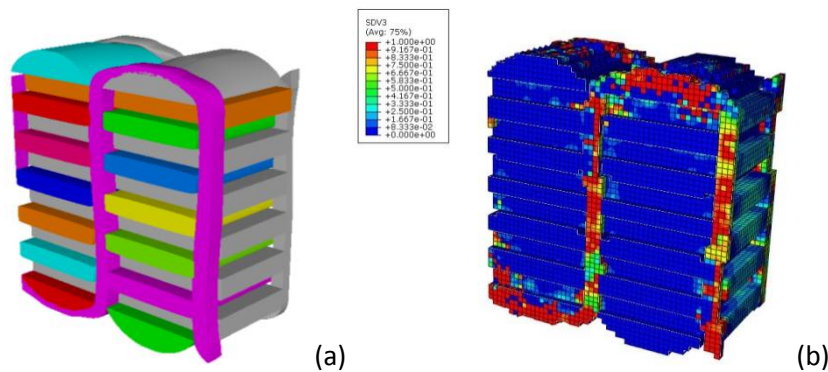 SDV3
(Avg: 75%)
+1.000e+00
+9.167e-01
+8.333e-01
+7.500e-01
+6.667e-01
+5.833e-01
+5.000e-01
+4.167e-01
+3.333e-01
+2.500e-01
+1.667e-01
+8.333e-02
+0.000e+00
(a)
(b)